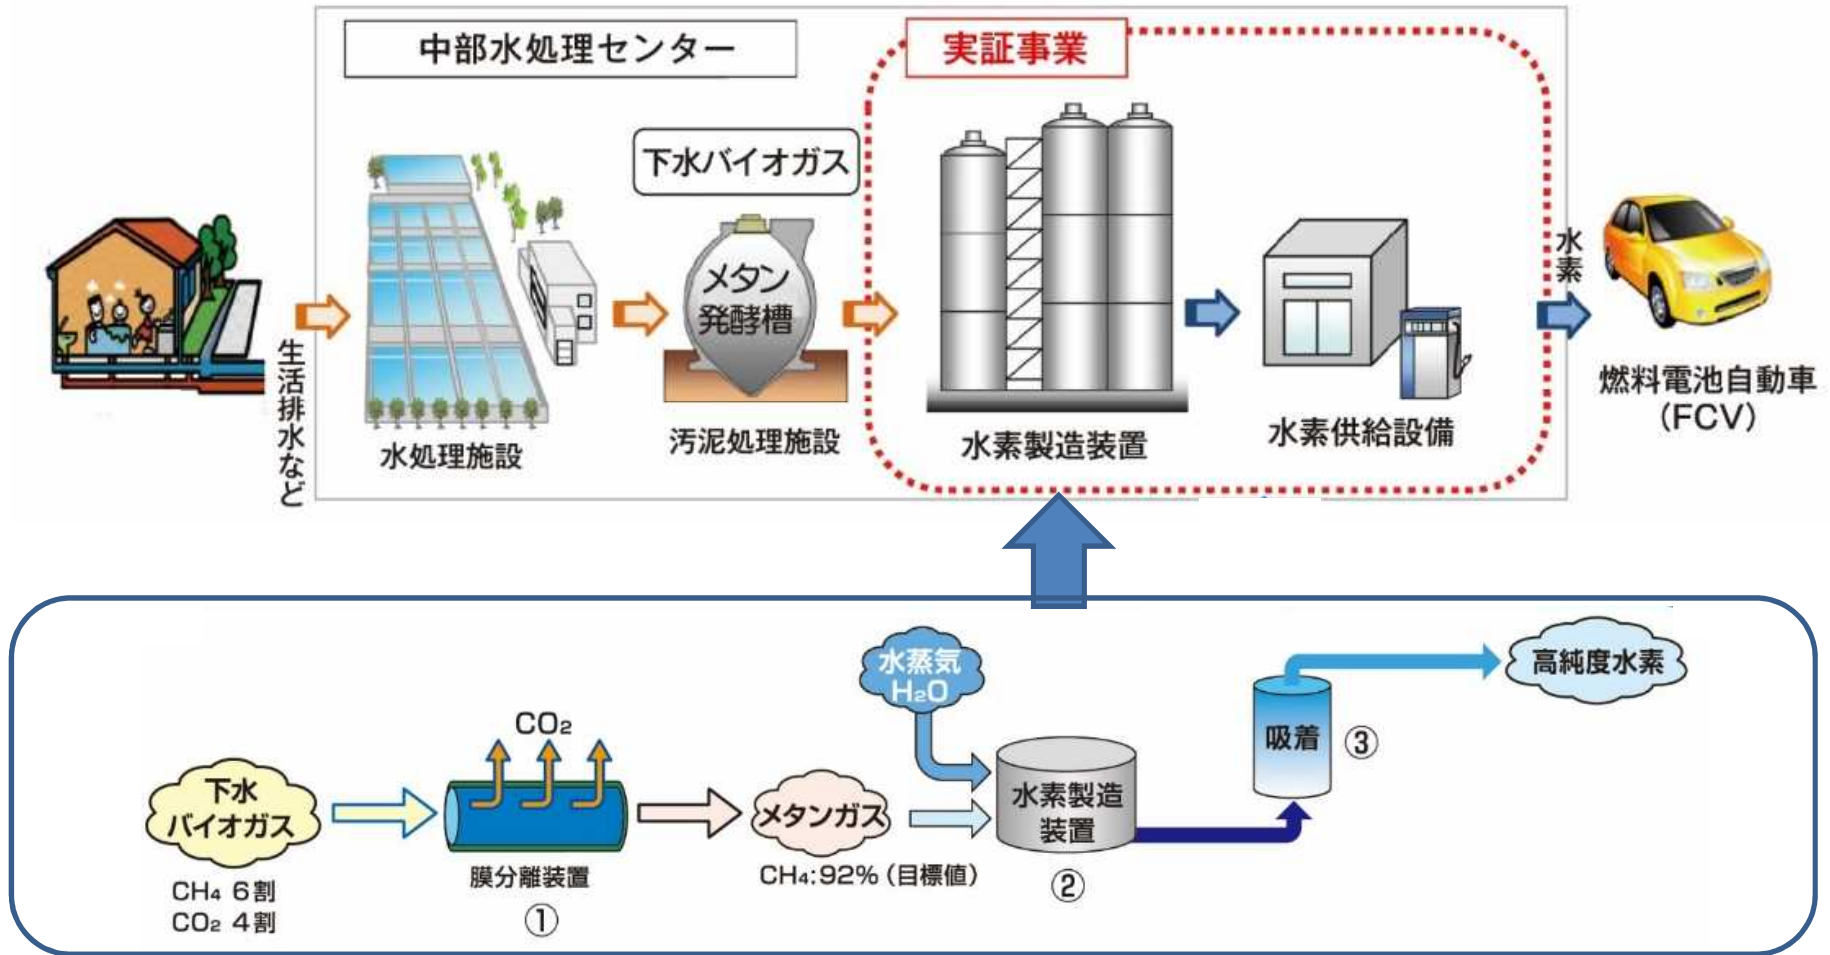 中部水処理センター
実証事業
下水バイオガス
メタン
発酵槽
水素
生活排水など
水処理施設
汚泥処理施設
水素製造装置
水素供給設備
燃料電池自動車
(FCV)
水蒸気
H₂O
高純度水素
CO₂
吸着
③
下水
バイオガス
メタンガス
水素製造
装置
CH₄ 6割
CO₂ 4割
膜分離装置
①
CH₄:92%(目標値)
②